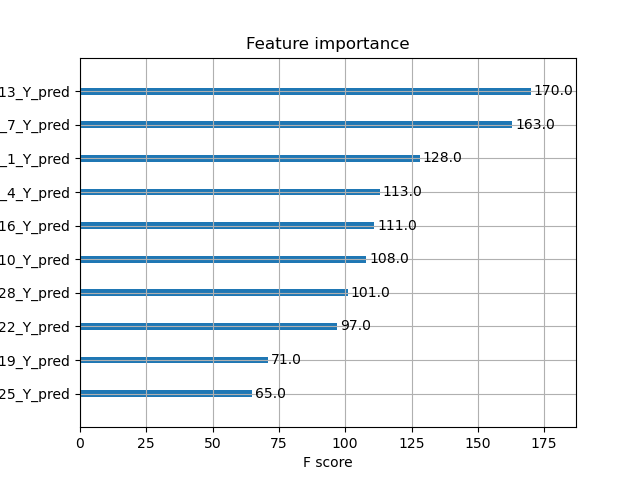 Feature importance
13_Y_pred 170.0
_7_Y_pred 163.0
_1_Y_pred 128.0
_4_Y_pred 113.0
16_Y_pred 111.0
10_Y_pred 108.0
28_Y_pred 101.0
22_Y_pred 97.0
19_Y_pred 71.0
25_Y_pred 65.0
0 25 50 75 100 125 150 175
F score